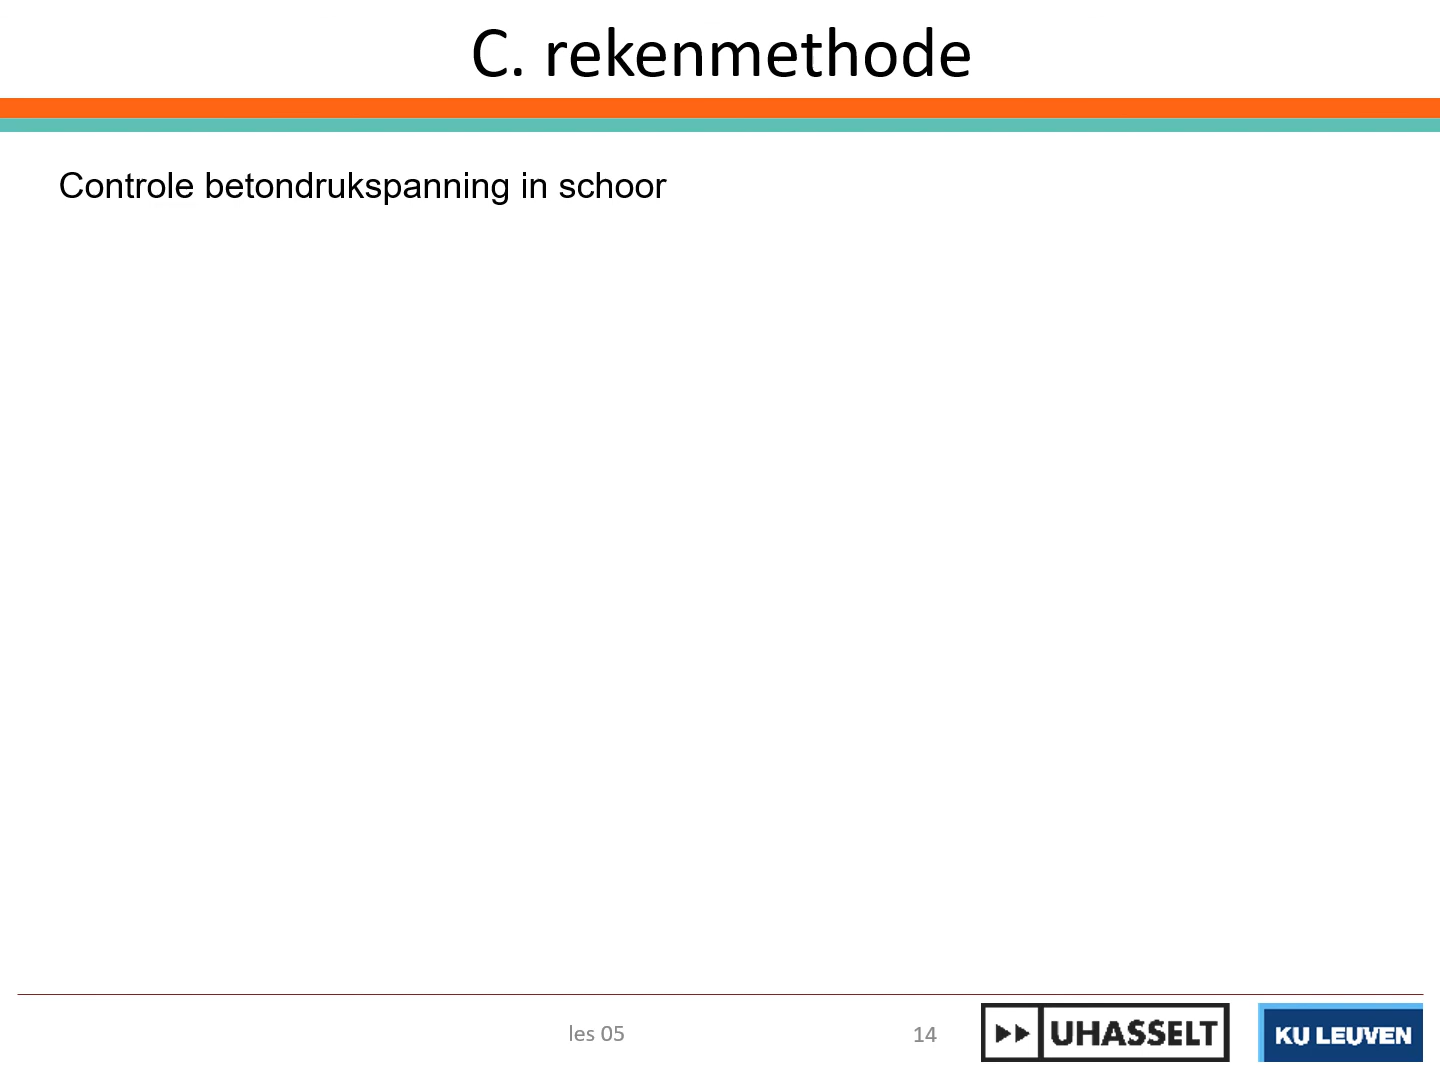 C. rekenmethode
Controle betondrukspanning in schoor
les 05
14
UHASSELT
KU LEUVEN